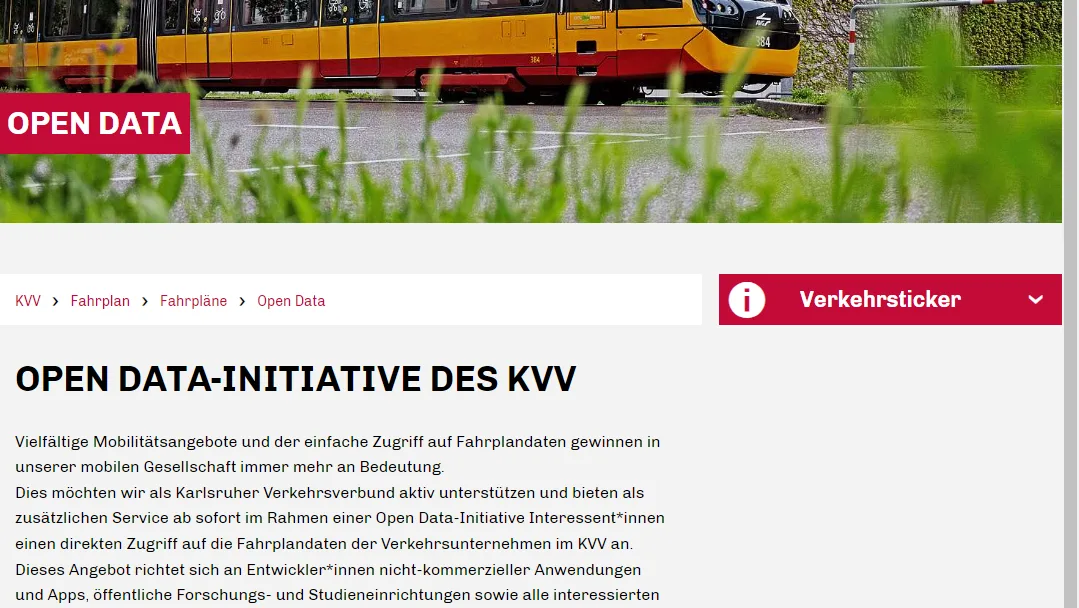 384
384
OPEN DATA
KVV › Fahrplan › Fahrpläne › Open Data
i Verkehrsticker
OPEN DATA-INITIATIVE DES KVV
Vielfältige Mobilitätsangebote und der einfache Zugriff auf Fahrplandaten gewinnen in
unserer mobilen Gesellschaft immer mehr an Bedeutung.
Dies möchten wir als Karlsruher Verkehrsverbund aktiv unterstützen und bieten als
zusätzlichen Service ab sofort im Rahmen einer Open Data-Initiative Interessent*innen
einen direkten Zugriff auf die Fahrplandaten der Verkehrsunternehmen im KVV an.
Dieses Angebot richtet sich an Entwickler*innen nicht-kommerzieller Anwendungen
und Apps, öffentliche Forschungs- und Studieneinrichtungen sowie alle interessierten